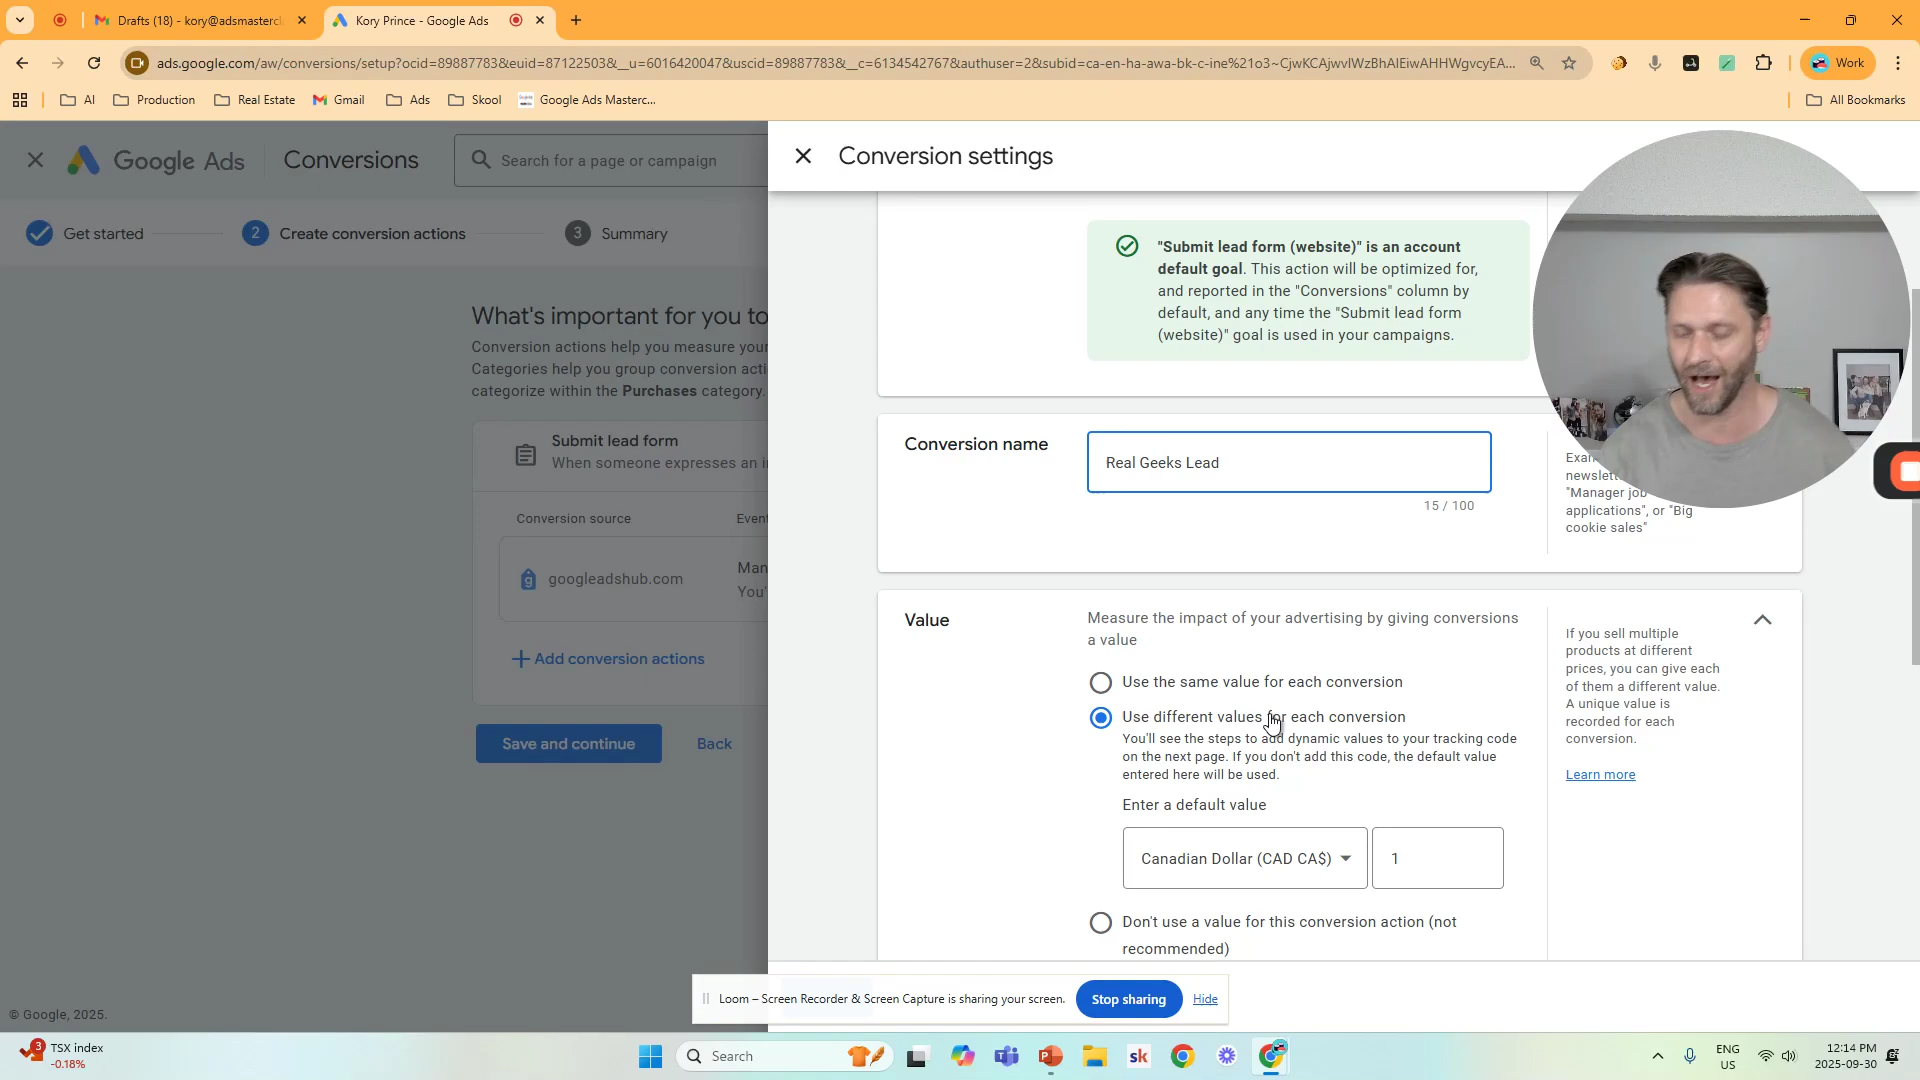 Drafts (18) - kory@adsmastercl
Kory Prince - Google Ads
ads.google.com/aw/conversions/setup?ocid=89887783&euid=87122503&__u=6016420047&uscid=89887783&__c=6134542767&authuser=2&subid=ca-en-ha-awa-bk-c-ine%21o3~CjwKCAjwvlWzBhAlEiwAHHWgvcyEA...
Work
AI
Production
Real Estate
Gmail
Ads
Skool
Google Ads Masterc...
All Bookmarks
Google Ads
Conversions
Search for a page or campaign
Get started
2
Create conversion actions
3
Summary
What's important for you to
Conversion actions help you measure your
Categories help you group conversion acti
categorize within the Purchases category.
Submit lead form
When someone expresses an i
Conversion source
Event
googleadshub.com
Man
You'
Add conversion actions
Save and continue
Back
© Google, 2025.
Conversion settings
"Submit lead form (website)" is an account
default goal. This action will be optimized for,
and reported in the "Conversions" column by
default, and any time the "Submit lead form
(website)" goal is used in your campaigns.
Conversion name
Real Geeks Lead
15 / 100
newslett
"Manager job
applications", or "Big
cookie sales"
Value
Measure the impact of your advertising by giving conversions
a value
Use the same value for each conversion
Use different values for each conversion
You'll see the steps to add dynamic values to your tracking code
on the next page. If you don't add this code, the default value
entered here will be used.
Enter a default value
Canadian Dollar (CAD CA$)
1
Don't use a value for this conversion action (not
recommended)
If you sell multiple
products at different
prices, you can give each
of them a different value.
A unique value is
recorded for each
conversion.
Learn more
Loom – Screen Recorder & Screen Capture is sharing your screen.
Stop sharing
Hide
3
TSX index
-0.18%
Search
sk
ENG
US
12:14 PM
2025-09-30